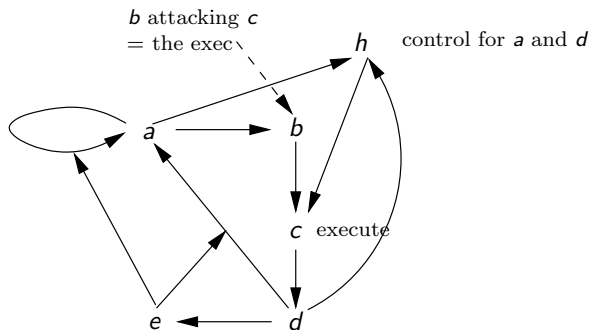 b attacking c
= the exec
h
control for a and d
a
b
c execute
e
d